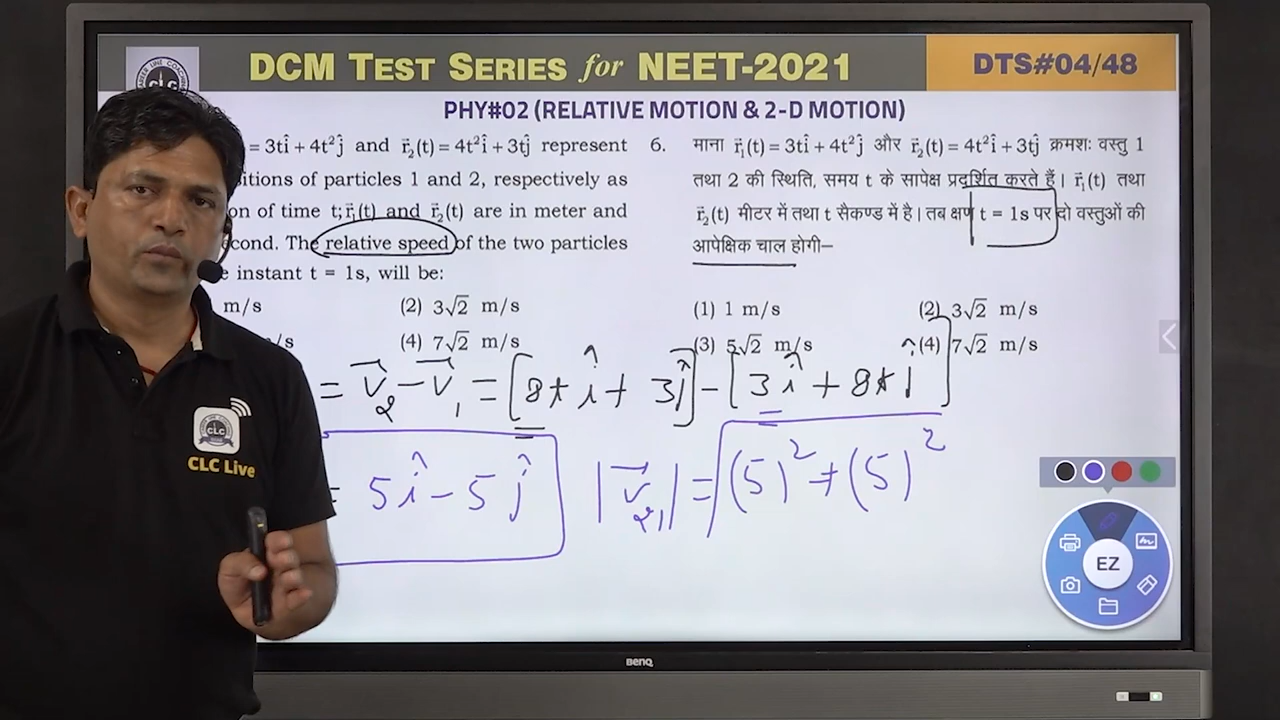 DCM TEST SERIES for NEET-2021
DTS#04/48
PHY#02 (RELATIVE MOTION & 2-D MOTION)
= 3tî + 4t²ĵ and r⃗₂(t) = 4t²î + 3tĵ represent
sitions of particles 1 and 2, respectively as
on of time t; r⃗₁(t) and r⃗₂(t) are in meter and
cond. The relative speed of the two particles
e instant t = 1s, will be:
m/s (2) 3√2 m/s
/s (4) 7√2 m/s
6. माना r⃗₁(t) = 3tî + 4t²ĵ और r⃗₂(t) = 4t²î + 3tĵ क्रमशः वस्तु 1
तथा 2 की स्थिति, समय t के सापेक्ष प्रदर्शित करते हैं। r⃗₁(t) तथा
r⃗₂(t) मीटर में तथा t सैकण्ड में है। तब क्षण t = 1s पर दो वस्तुओं की
आपेक्षिक चाल होगी–
(1) 1 m/s (2) 3√2 m/s
(3) 5√2 m/s (4) 7√2 m/s
= v⃗₂ – v⃗₁ = [8t î + 3ĵ] – [3î + 8t ĵ]
= 5î – 5ĵ |v⃗₂₁| = √(5)² + (5)²
CLC
CLC Live
EZ
BenQ